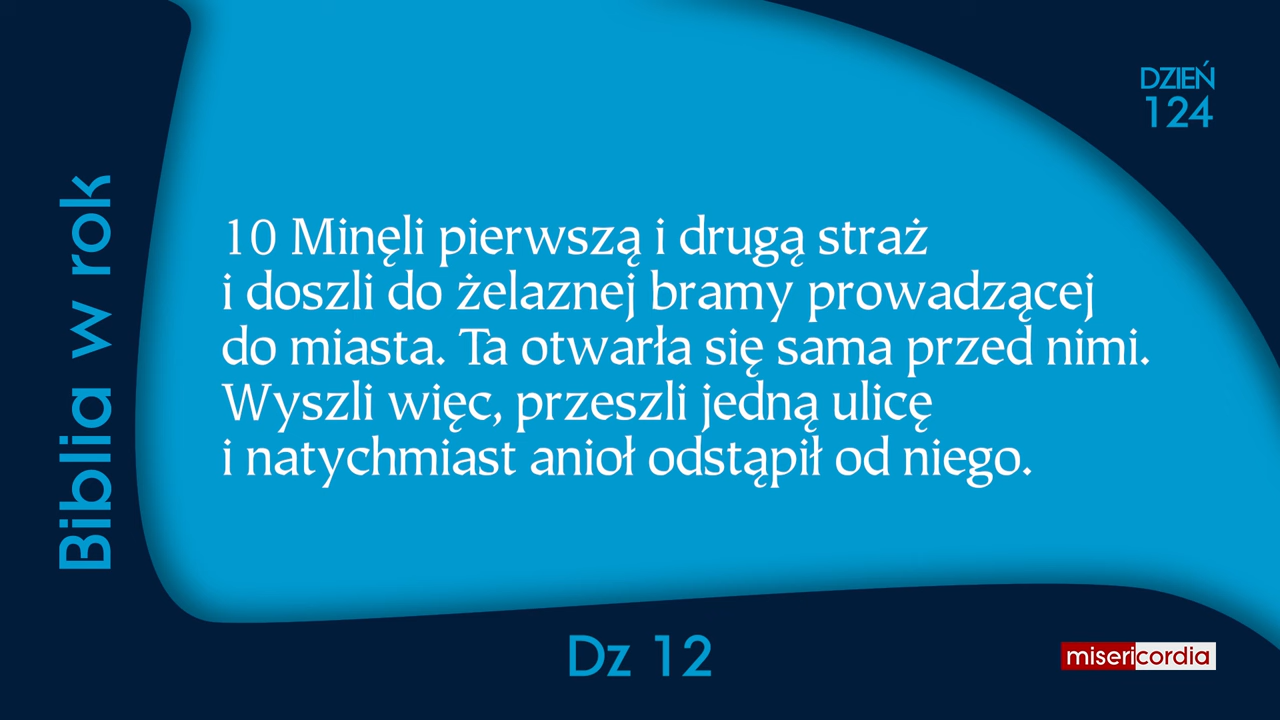 DZIEŃ
124
Biblia w rok
10 Minęli pierwszą i drugą straż
i doszli do żelaznej bramy prowadzącej
do miasta. Ta otwarła się sama przed nimi.
Wyszli więc, przeszli jedną ulicę
i natychmiast anioł odstąpił od niego.
Dz 12
misericordia